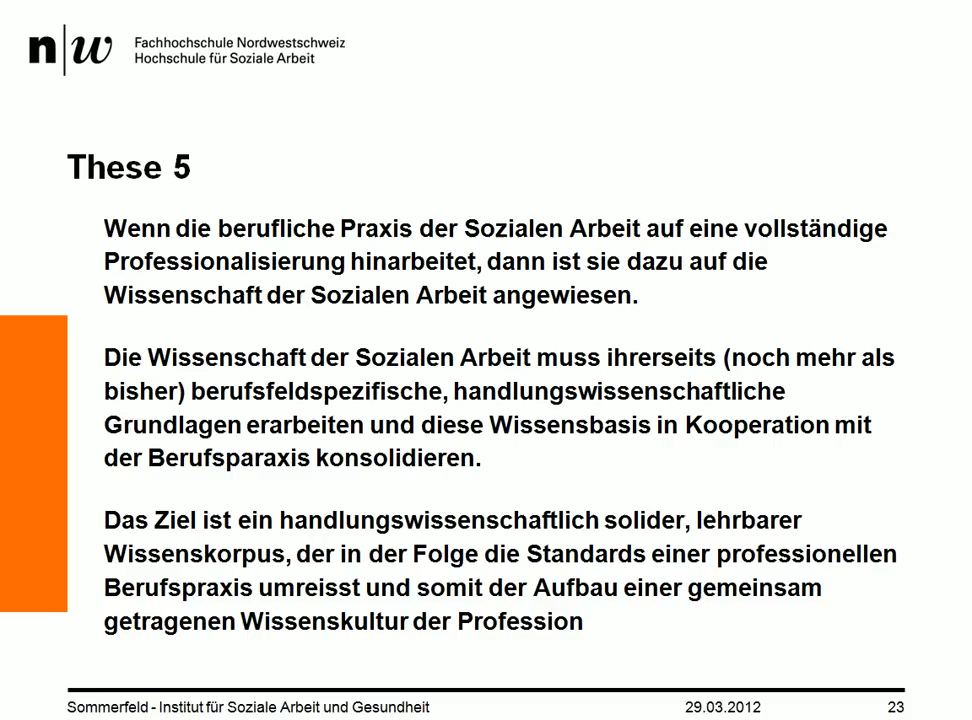 n|w Fachhochschule Nordwestschweiz
Hochschule für Soziale Arbeit
These 5
Wenn die berufliche Praxis der Sozialen Arbeit auf eine vollständige
Professionalisierung hinarbeitet, dann ist sie dazu auf die
Wissenschaft der Sozialen Arbeit angewiesen.
Die Wissenschaft der Sozialen Arbeit muss ihrerseits (noch mehr als
bisher) berufsfeldspezifische, handlungswissenschaftliche
Grundlagen erarbeiten und diese Wissensbasis in Kooperation mit
der Berufsparaxis konsolidieren.
Das Ziel ist ein handlungswissenschaftlich solider, lehrbarer
Wissenskorpus, der in der Folge die Standards einer professionellen
Berufspraxis umreisst und somit der Aufbau einer gemeinsam
getragenen Wissenskultur der Profession
Sommerfeld - Institut für Soziale Arbeit und Gesundheit 29.03.2012 23